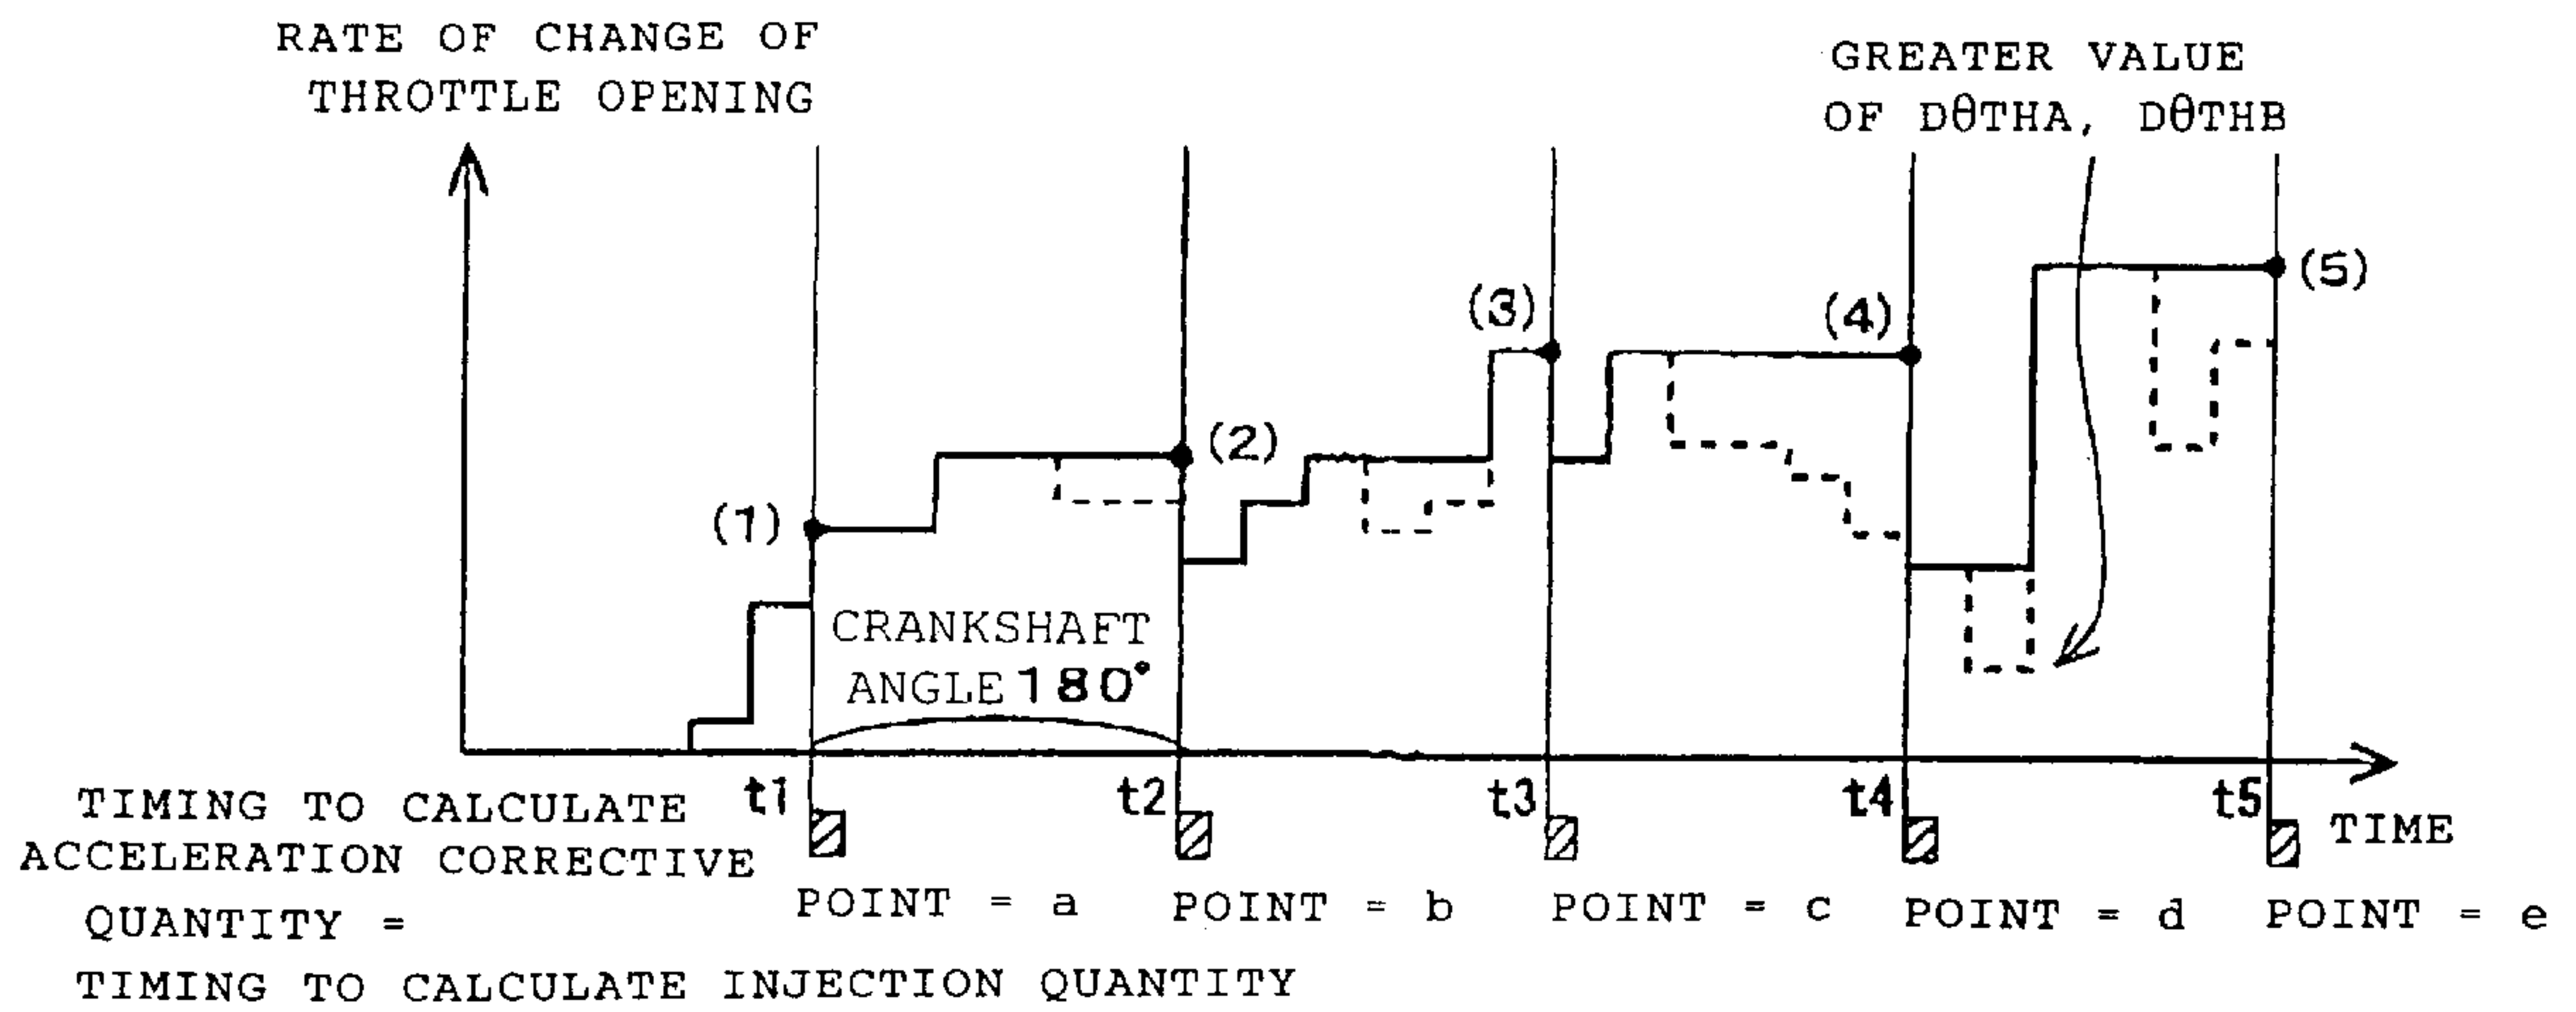 RATE OF CHANGE OF
THROTTLE OPENING
GREATER VALUE
OF DθTHA, DθTHB
(1)
(2)
(3)
(4)
(5)
CRANKSHAFT
ANGLE 180°
t1
t2
t3
t4
t5
TIME
TIMING TO CALCULATE
ACCELERATION CORRECTIVE
QUANTITY =
TIMING TO CALCULATE INJECTION QUANTITY
POINT = a
POINT = b
POINT = c
POINT = d
POINT = e